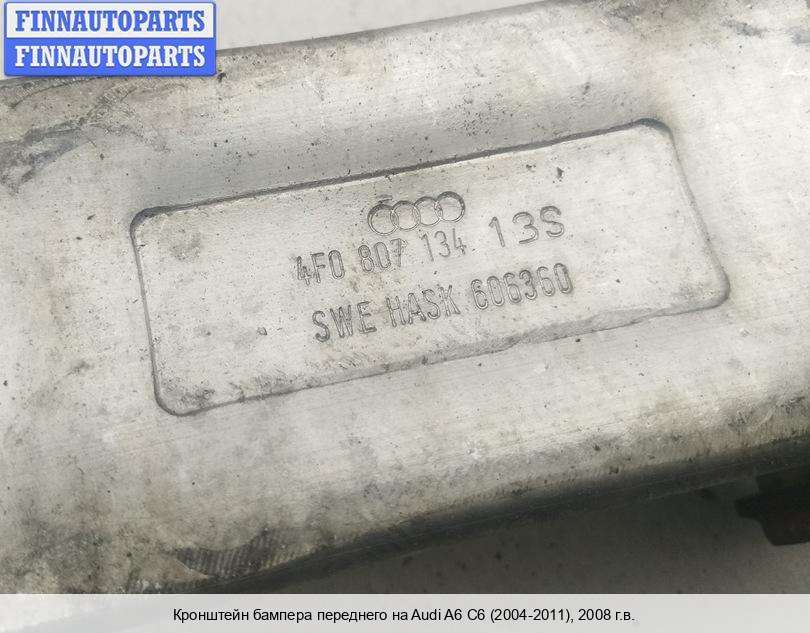 FINNAUTOPARTS
FINNAUTOPARTS
4F0 807 134 13S
SWE HASK 606360
Кронштейн бампера переднего на Audi A6 C6 (2004-2011), 2008 г.в.